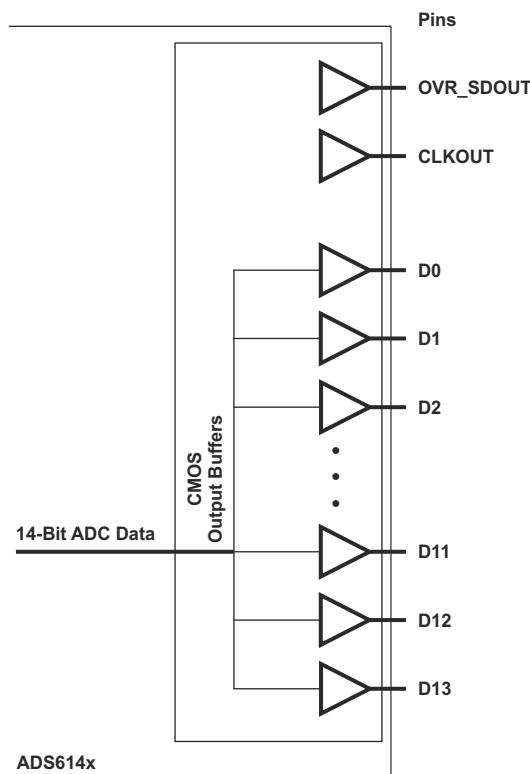 Pins
OVR_SDOUT
CLKOUT
D0
D1
D2
CMOS
Output Buffers
14-Bit ADC Data
D11
D12
D13
ADS614x